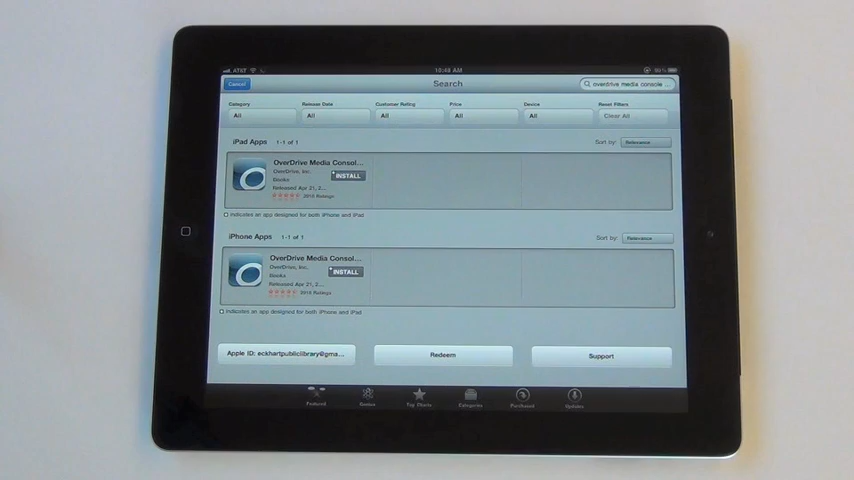 AT&T
10:48 AM
Cancel
Search
overdrive media console ...
Category
Release Date
Customer Rating
Price
Device
Reset Filters
All
All
All
All
All
Clear All
iPad Apps 1-1 of 1
Sort by: Relevance
OverDrive Media Consol...
OverDrive, Inc.
Books
INSTALL
Released Apr 21, 2...
Ratings
Indicates an app designed for both iPhone and iPad
iPhone Apps 1-1 of 1
Sort by: Relevance
OverDrive Media Consol...
OverDrive, Inc.
Books
INSTALL
Released Apr 21, 2...
Ratings
Indicates an app designed for both iPhone and iPad
Apple ID: eckhartpubliclibrary@gma...
Redeem
Support
Featured
Genius
Top Charts
Categories
Purchased
Updates